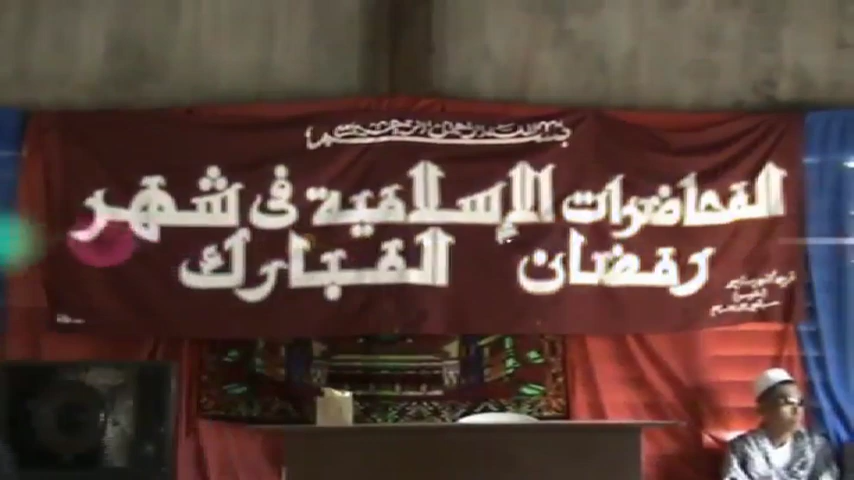 بسم الله الرحمن الرحيم
المحاضرات الإسلامية فى شهر
رمضان المبارك